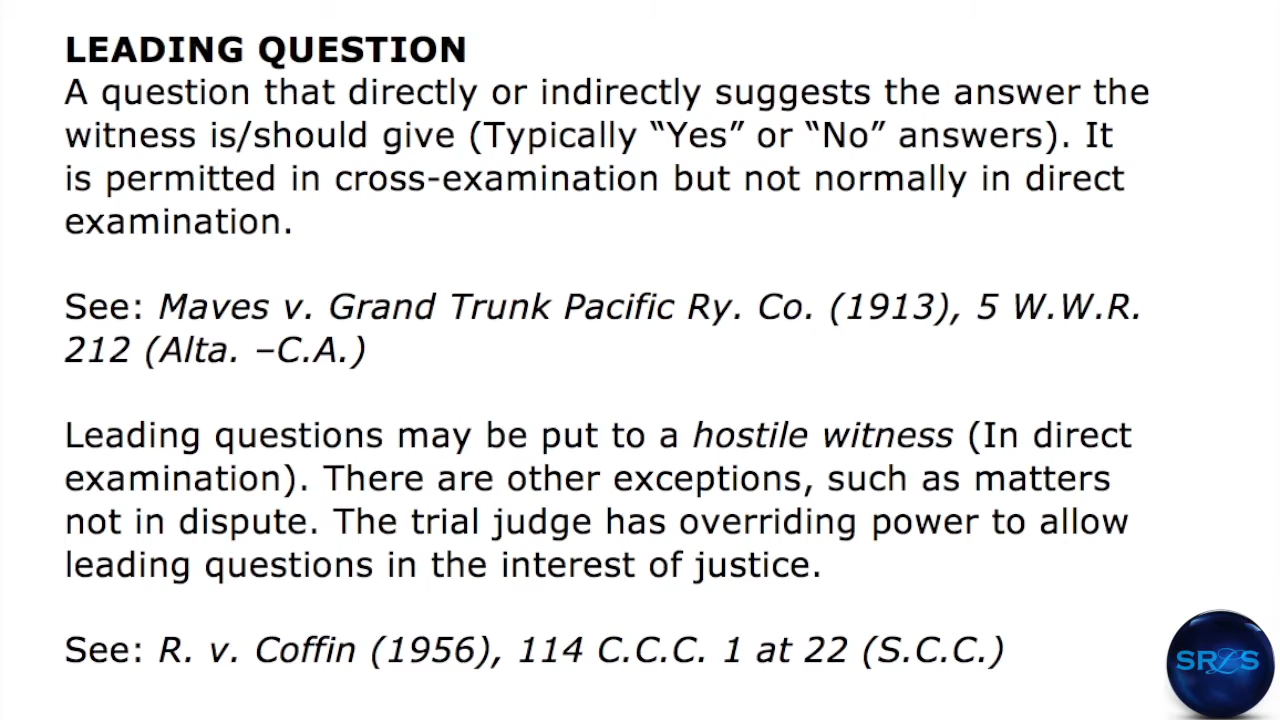 LEADING QUESTION
A question that directly or indirectly suggests the answer the
witness is/should give (Typically “Yes” or “No” answers). It
is permitted in cross-examination but not normally in direct
examination.
See: Maves v. Grand Trunk Pacific Ry. Co. (1913), 5 W.W.R.
212 (Alta. –C.A.)
Leading questions may be put to a hostile witness (In direct
examination). There are other exceptions, such as matters
not in dispute. The trial judge has overriding power to allow
leading questions in the interest of justice.
See: R. v. Coffin (1956), 114 C.C.C. 1 at 22 (S.C.C.)
SRLS